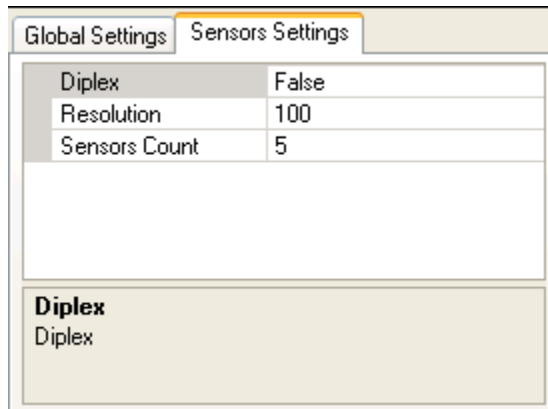 Global Settings Sensors Settings
Diplex False
Resolution 100
Sensors Count 5
Diplex
Diplex